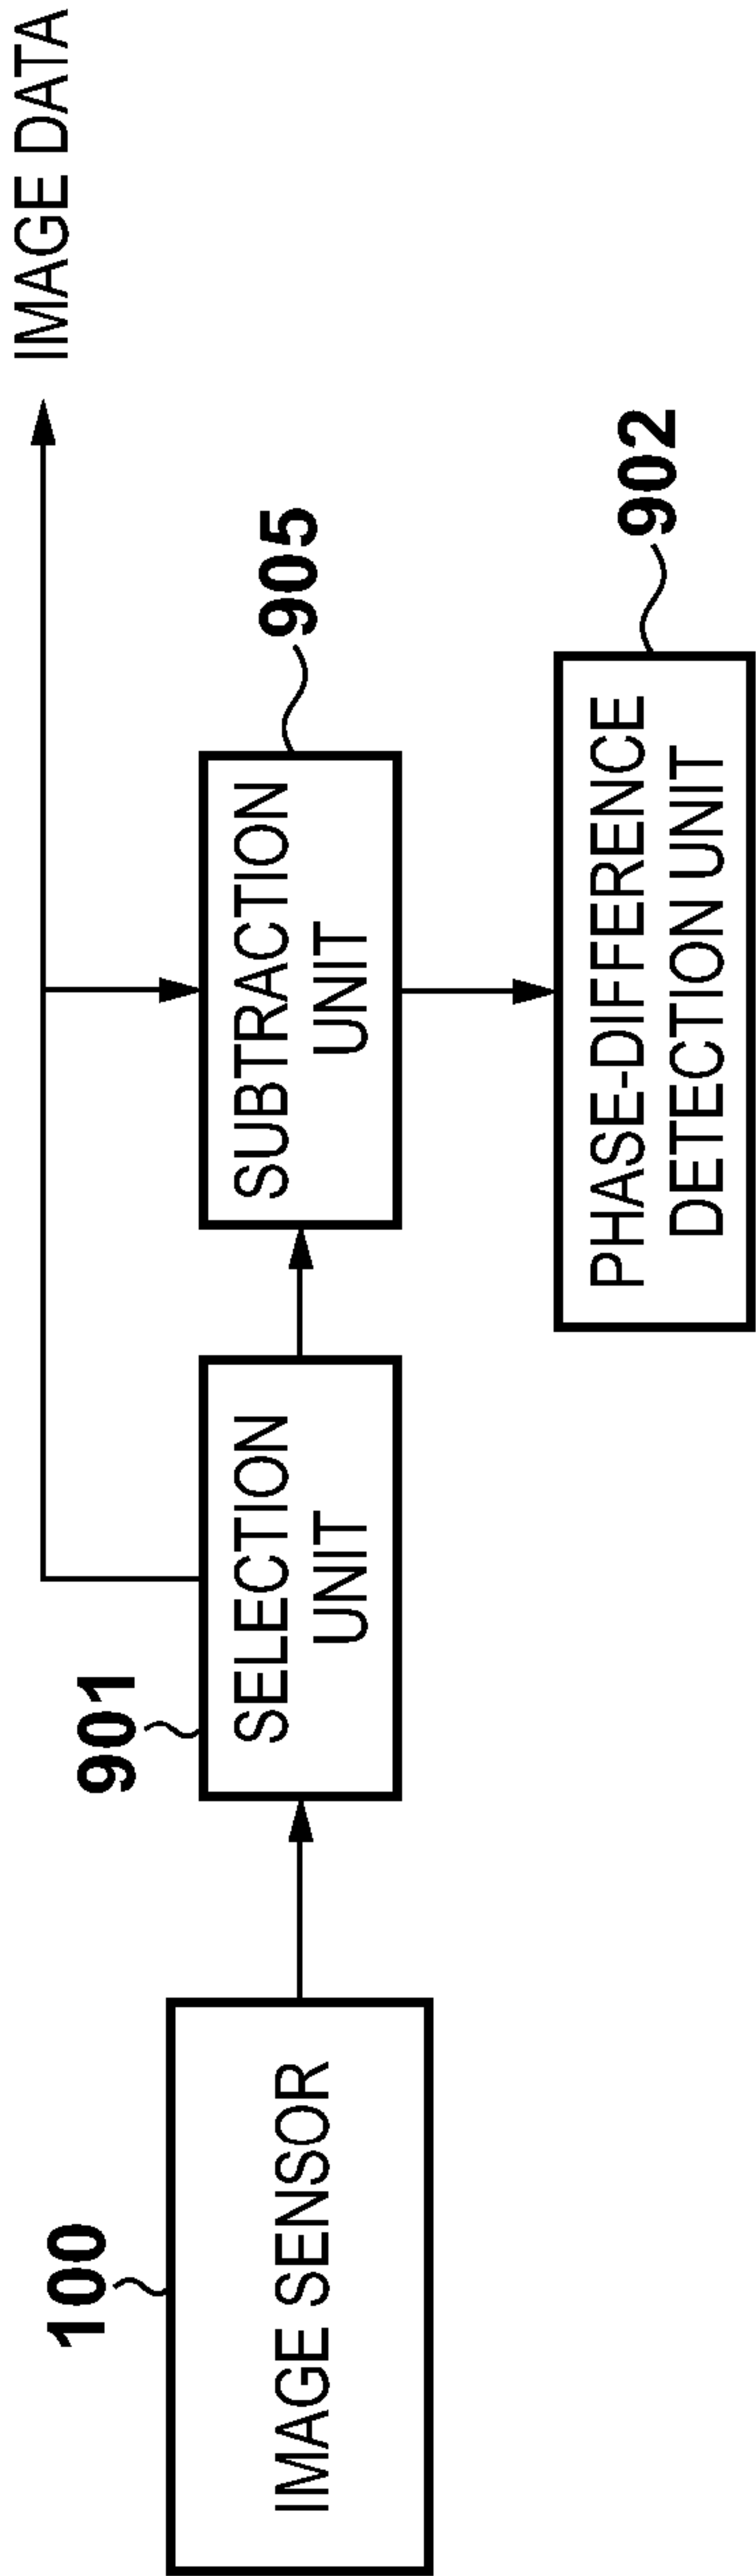 IMAGE DATA
100
IMAGE SENSOR
901
SELECTION
UNIT
905
SUBTRACTION
UNIT
902
PHASE-DIFFERENCE
DETECTION UNIT